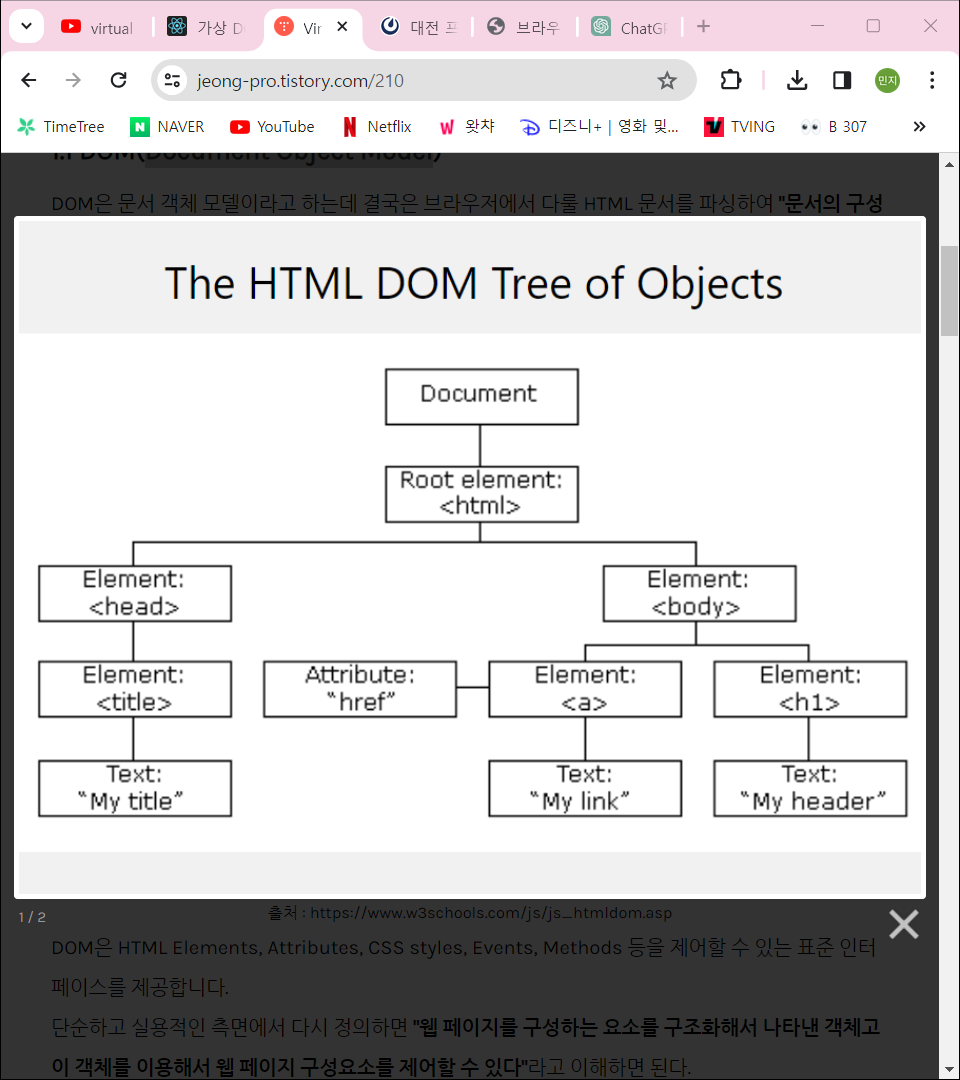 virtual
가상 D
Vir
대전 프
브라우
ChatGP
jeong-pro.tistory.com/210
민지
TimeTree NAVER YouTube Netflix 왓챠 디즈니+ | 영화 및... TVING B 307
1.1 DOM(Document Object Model)
DOM은 문서 객체 모델이라고 하는데 결국은 브라우저에서 다룰 HTML 문서를 파싱하여 "문서의 구성
The HTML DOM Tree of Objects
Document
Root element:
<html>
Element:
<head>
Element:
<body>
Element:
<title>
Attribute:
“href”
Element:
<a>
Element:
<h1>
Text:
“My title”
Text:
“My link”
Text:
“My header”
1 / 2
출처 : https://www.w3schools.com/js/js_htmldom.asp
DOM은 HTML Elements, Attributes, CSS styles, Events, Methods 등을 제어할 수 있는 표준 인터
페이스를 제공합니다.
단순하고 실용적인 측면에서 다시 정의하면 "웹 페이지를 구성하는 요소를 구조화해서 나타낸 객체고
이 객체를 이용해서 웹 페이지 구성요소를 제어할 수 있다"라고 이해하면 된다.